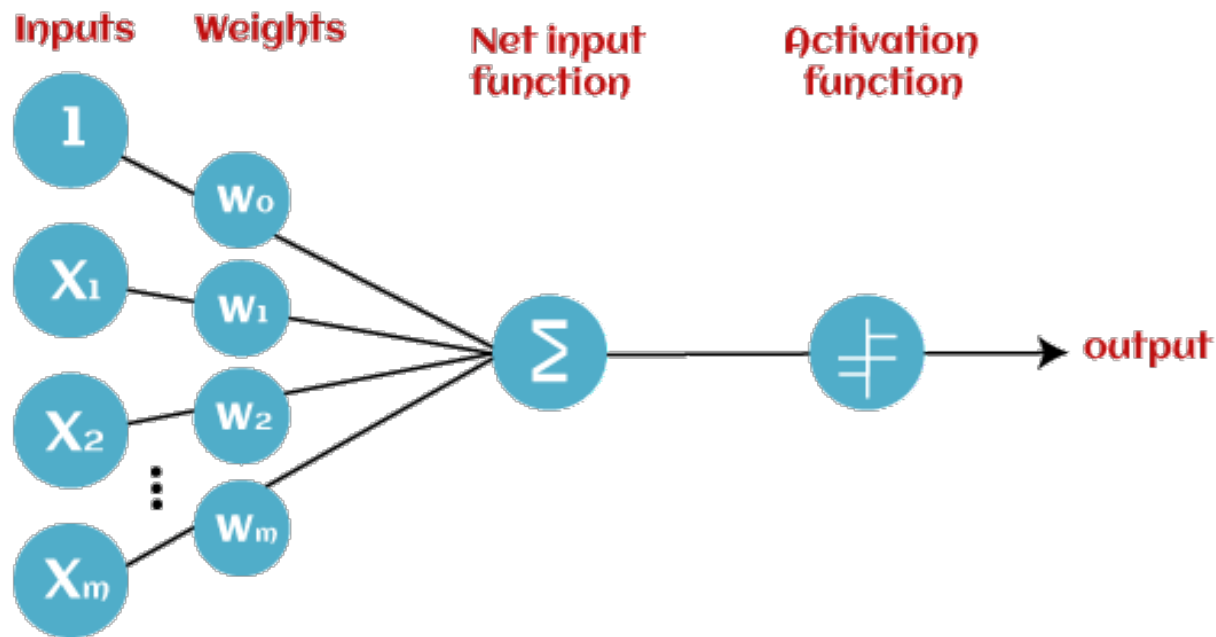 Inputs
Weights
Net input
function
Activation
function
1
w₀
X₁
w₁
Σ
output
X₂
w₂
⋮
Xₘ
wₘ